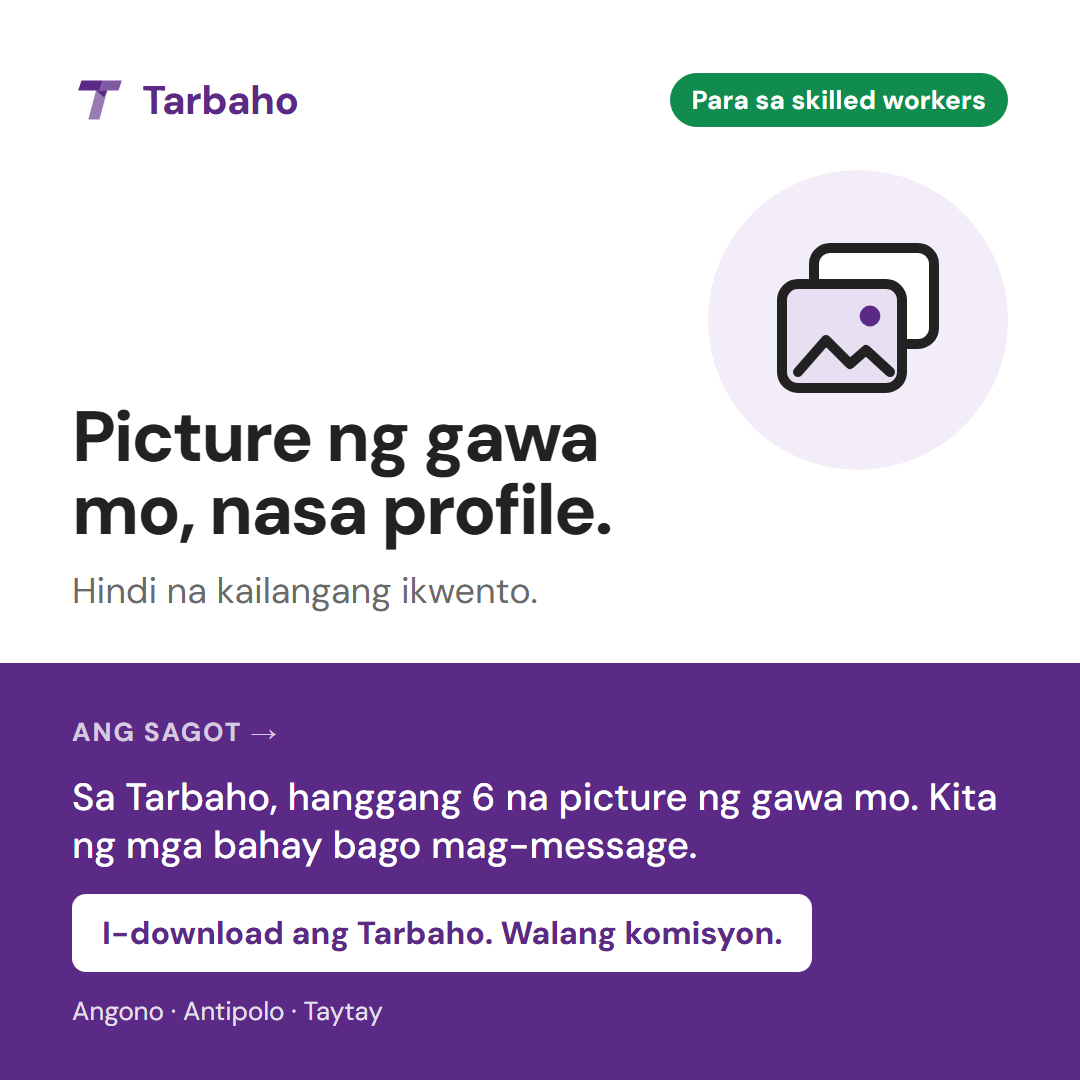 Tarbaho
Para sa skilled workers
Picture ng gawa
mo, nasa profile.
Hindi na kailangang ikwento.
ANG SAGOT →
Sa Tarbaho, hanggang 6 na picture ng gawa mo. Kita
ng mga bahay bago mag-message.
I-download ang Tarbaho. Walang komisyon.
Angono · Antipolo · Taytay